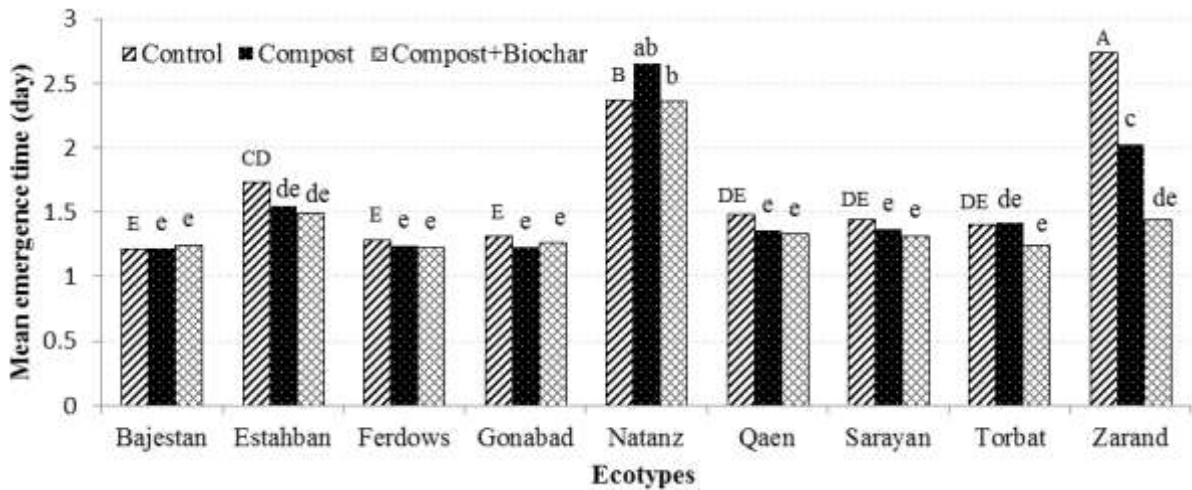 Mean emergence time (day)
3
2.5
2
1.5
1
0.5
0
Control Compost Compost+Biochar
E e e
CD de de
E e e
E e e
B ab b
DE e e
DE e e
DE de e
A c de
Bajestan Estahban Ferdows Gonabad Natanz Qaen Sarayan Torbat Zarand
Ecotypes